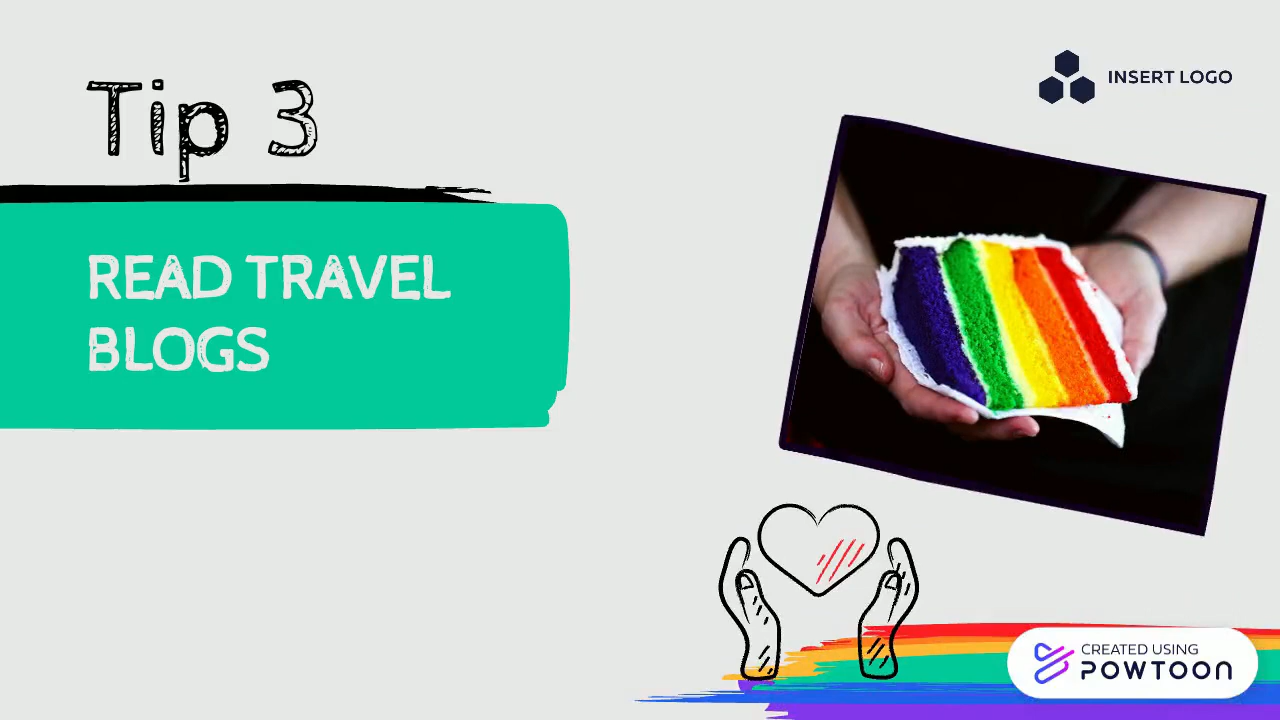 Tip 3
INSERT LOGO
READ TRAVEL
BLOGS
CREATED USING
POWTOON